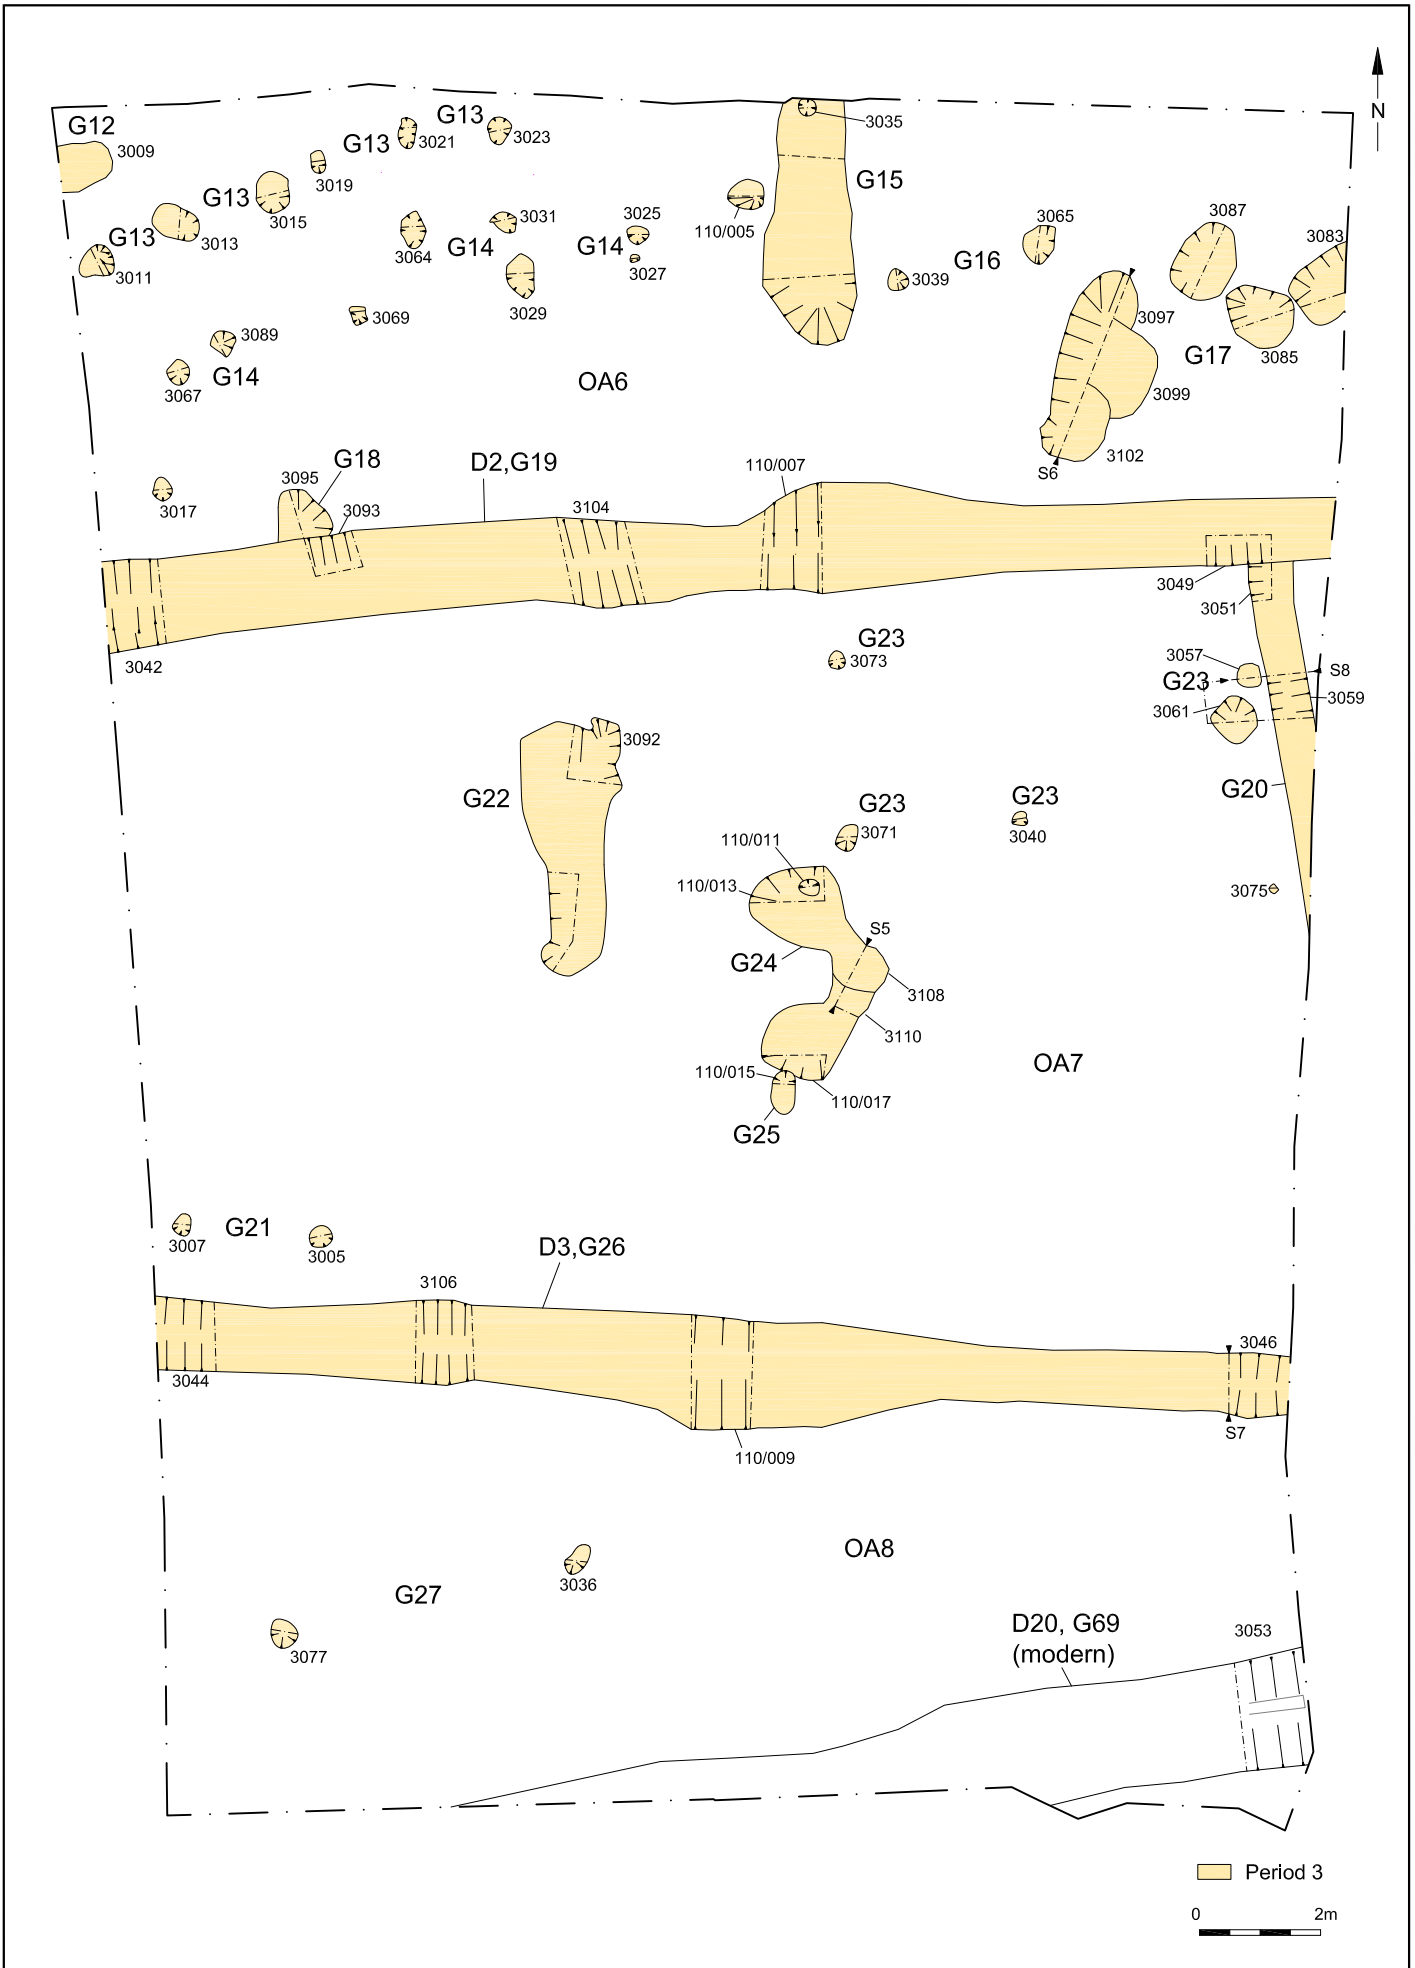 N
G12
3009
G13
3021
G13
3023
3035
G13
3019
G13
3015
G15
G13
3013
3011
3064
G14
3031
3025
G14
3027
3029
110/005
3039
G16
3065
3087
3083
3097
G17
3085
3099
3102
S6
3069
3089
G14
3067
OA6
3017
3095
G18
3093
D2,G19
3104
110/007
3042
3049
3051
G23
3073
3057
G23
S8
3061
3059
G20
3092
G22
G23
3071
G23
3040
3075
110/011
110/013
S5
G24
3108
3110
110/015
110/017
G25
OA7
3007
G21
3005
D3,G26
3106
3044
3046
S7
110/009
OA8
3036
G27
3077
D20, G69
(modern)
3053
Period 3
0 2m